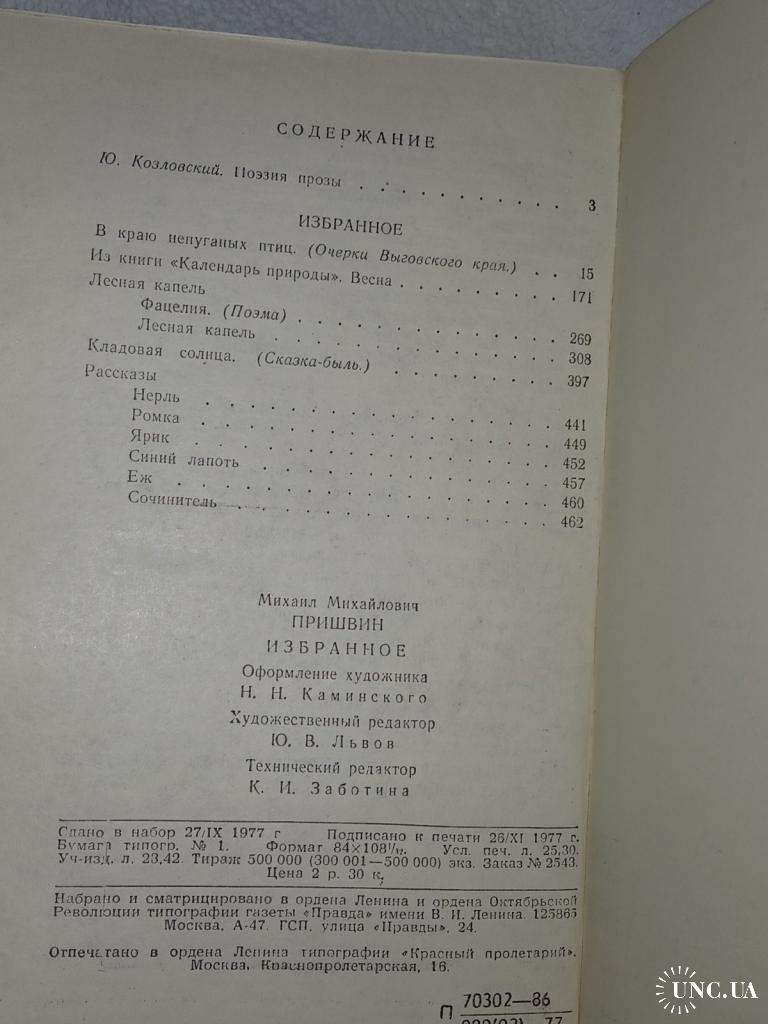 СОДЕРЖАНИЕ
Ю. Козловский. Поэзия прозы . . . . . . . . . . . 3
ИЗБРАННОЕ
В краю непуганых птиц. (Очерки Выговского края.) . . 15
Из книги «Календарь природы». Весна . . . . . . . . 171
Лесная капель
Фацелия. (Поэма) . . . . . . . . . . . . 269
Лесная капель . . . . . . . . . . . . . 308
Кладовая солнца. (Сказка-быль.) . . . . . . . . 397
Рассказы
Нерль . . . . . . . . . . . . . . . 441
Ромка . . . . . . . . . . . . . . . 449
Ярик . . . . . . . . . . . . . . . 452
Синий лапоть . . . . . . . . . . . . 457
Еж . . . . . . . . . . . . . . . . 460
Сочинитель . . . . . . . . . . . . . 462
Михаил Михайлович
ПРИШВИН
ИЗБРАННОЕ
Оформление художника
Н. Н. Каминского
Художественный редактор
Ю. В. Львов
Технический редактор
К. И. Заботина
Сдано в набор 27/IX 1977 г Подписано к печати 26/XI 1977 г.
Бумага типогр. № 1. Формат 84×108¹/₃₂. Усл. печ. л. 25,30.
Уч-изд. л. 23,42. Тираж 500 000 (300 001—500 000) экз. Заказ № 2543.
Цена 2 р. 30 к.
Набрано и сматрицировано в ордена Ленина и ордена Октябрьской
Революции типографии газеты «Правда» имени В. И. Ленина. 125865
Москва, А-47, ГСП, улица «Правды», 24.
Отпечатано в ордена Ленина типографии «Красный пролетарий».
Москва, Краснопролетарская, 16.
П 70302—86
77
UNC.UA